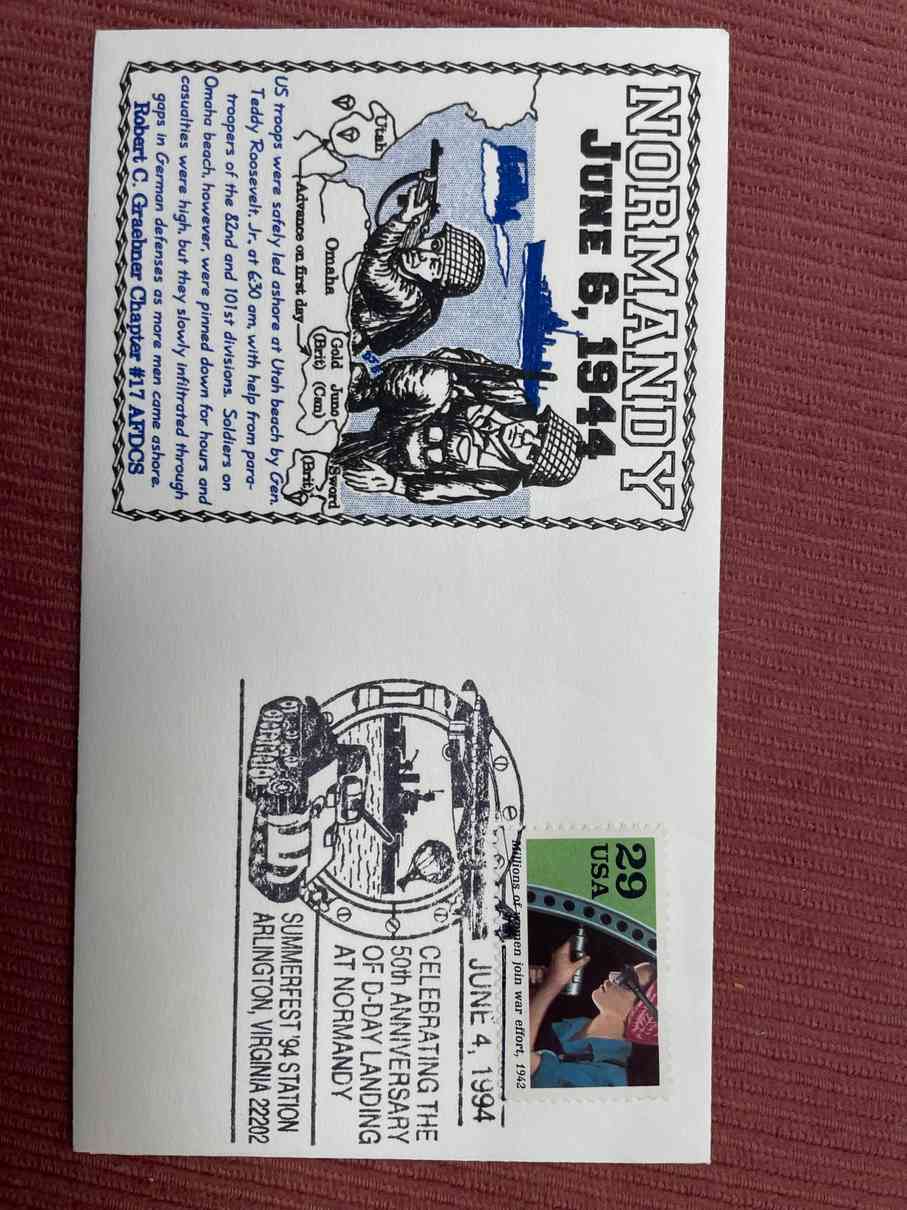 NORMANDY
JUNE 6, 1944
Utah
Omaha
Gold
(Brit)
Juno
(Can)
Sword
(Brit)
Advance on first day
US troops were safely led ashore at Utah beach by Gen.
Teddy Roosevelt, Jr., at 6:30 am, with help from para-
troopers of the 82nd and 101st divisions. Soldiers on
Omaha beach, however, were pinned down for hours and
casualties were high, but they slowly infiltrated through
gaps in German defenses as more men came ashore.
Robert C. Graebner Chapter #17 AFDCS
29
USA
Millions of women join war effort, 1942
JUNE 4, 1994
CELEBRATING THE
50th ANNIVERSARY
OF D-DAY LANDING
AT NORMANDY
SUMMERFEST '94 STATION
ARLINGTON, VIRGINIA 22202